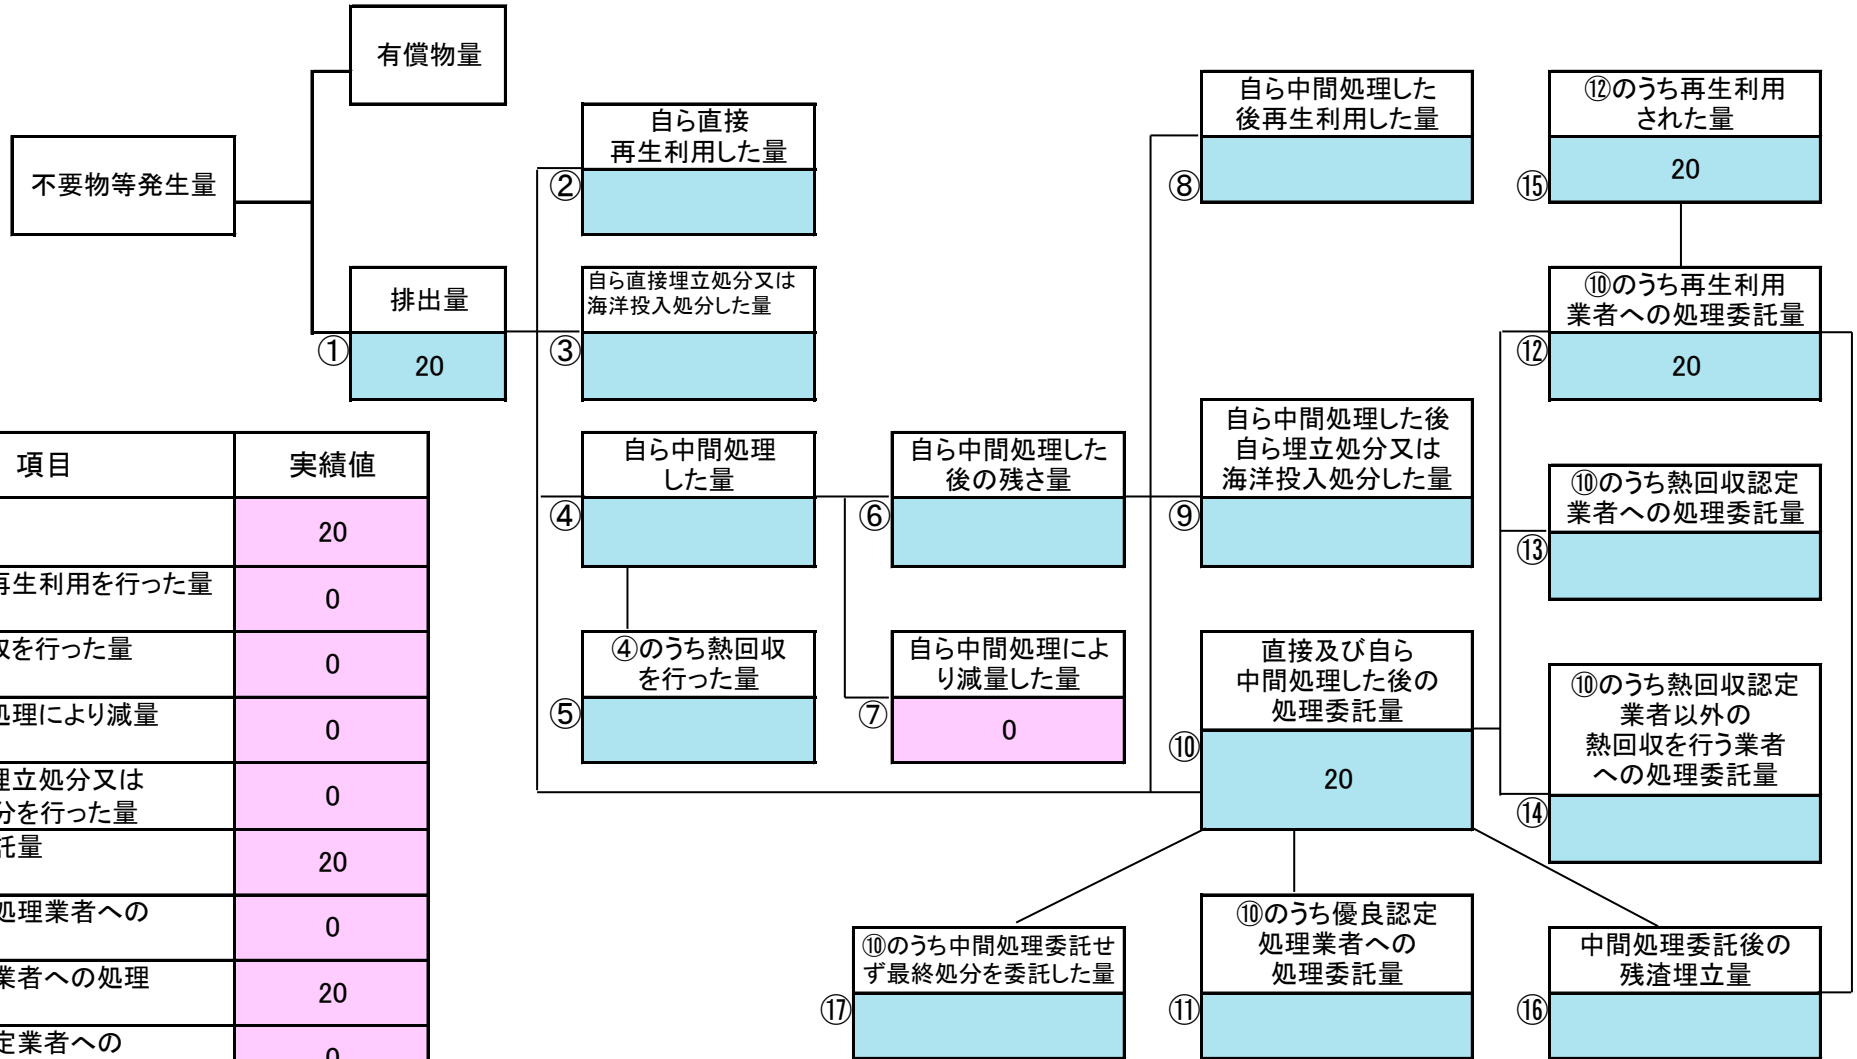 有償物量
不要物等発生量
排出量
①
20
自ら直接
再生利用した量
②
自ら直接埋立処分又は
海洋投入処分した量
③
自ら中間処理
した量
④
④のうち熱回収
を行った量
⑤
自ら中間処理した
後の残さ量
⑥
自ら中間処理によ
り減量した量
⑦
0
自ら中間処理した
後再生利用した量
⑧
自ら中間処理した後
自ら埋立処分又は
海洋投入処分した量
⑨
直接及び自ら
中間処理した後の
処理委託量
⑩
20
⑫のうち再生利用
された量
⑮
20
⑩のうち再生利用
業者への処理委託量
⑫
20
⑩のうち熱回収認定
業者への処理委託量
⑬
⑩のうち熱回収認定
業者以外の
熱回収を行う業者
への処理委託量
⑭
⑩のうち中間処理委託せ
ず最終処分を委託した量
⑰
⑩のうち優良認定
処理業者への
処理委託量
⑪
中間処理委託後の
残渣埋立量
⑯
項目 実績値
20
再生利用を行った量 0
を行った量 0
処理により減量 0
埋立処分又は
を行った量 0
託量 20
処理業者への 0
業者への処理 20
定業者への 0